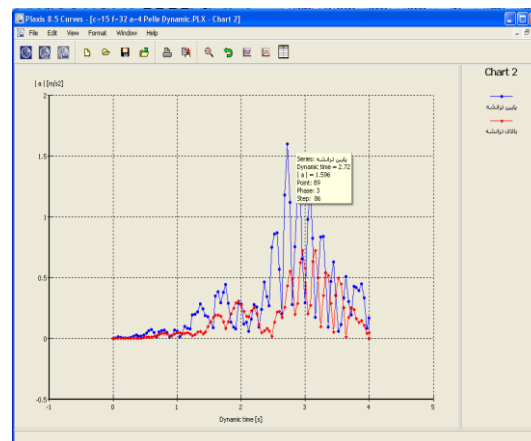 Plaxis 8.5 Curves - [c=15 f=32 a=4 Pelle Dynamic.PLX - Chart 2]
File Edit View Format Window Help
Chart 2
پایین ترانشه
بالای ترانشه
| a | [m/s2]
2
1.5
1
0.5
0
-0.5
-1
0
1
2
3
4
5
Dynamic time [s]
Series: پایین ترانشه
Dynamic time = 2.72
| a | = 1.596
Point: 89
Phase: 3
Step: 86